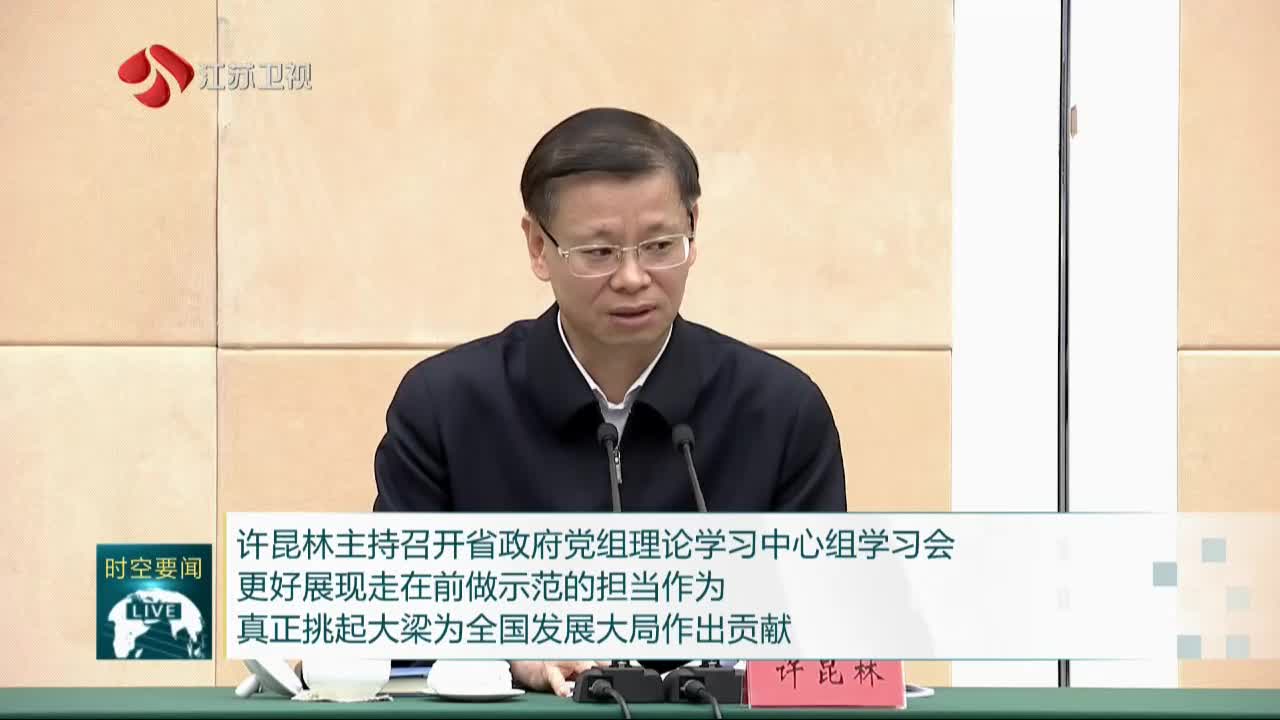 江苏卫视
许昆林主持召开省政府党组理论学习中心组学习会
时空要闻
更好展现走在前做示范的担当作为
LIVE
真正挑起大梁为全国发展大局作出贡献
许昆林